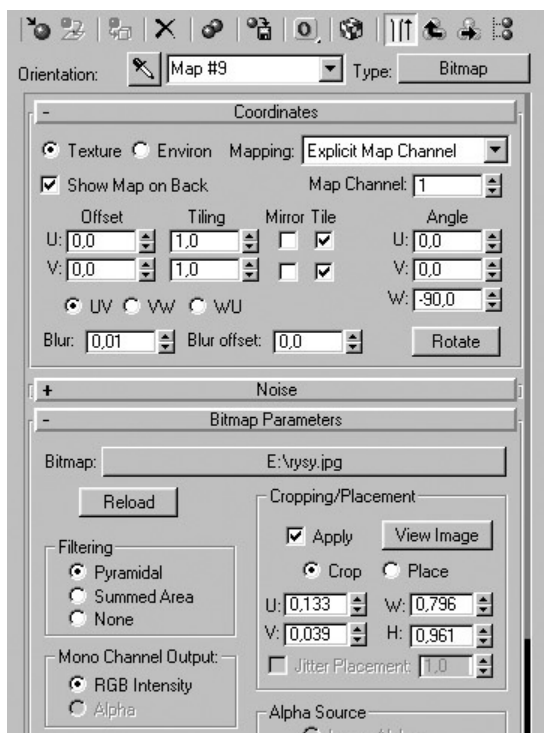 Orientation: Map #9 Type: Bitmap
- Coordinates
Texture Environ Mapping: Explicit Map Channel
Show Map on Back Map Channel: 1
Offset Tiling Mirror Tile Angle
U: 0,0 1,0 U: 0,0
V: 0,0 1,0 V: 0,0
UV VW WU W: -90,0
Blur: 0,01 Blur offset: 0,0 Rotate
+ Noise
- Bitmap Parameters
Bitmap: E:\rysy.jpg
Reload
Cropping/Placement
Apply View Image
Crop Place
U: 0,133 W: 0,796
V: 0,039 H: 0,961
Jitter Placement: 1,0
Filtering
Pyramidal
Summed Area
None
Mono Channel Output:
RGB Intensity
Alpha
Alpha Source